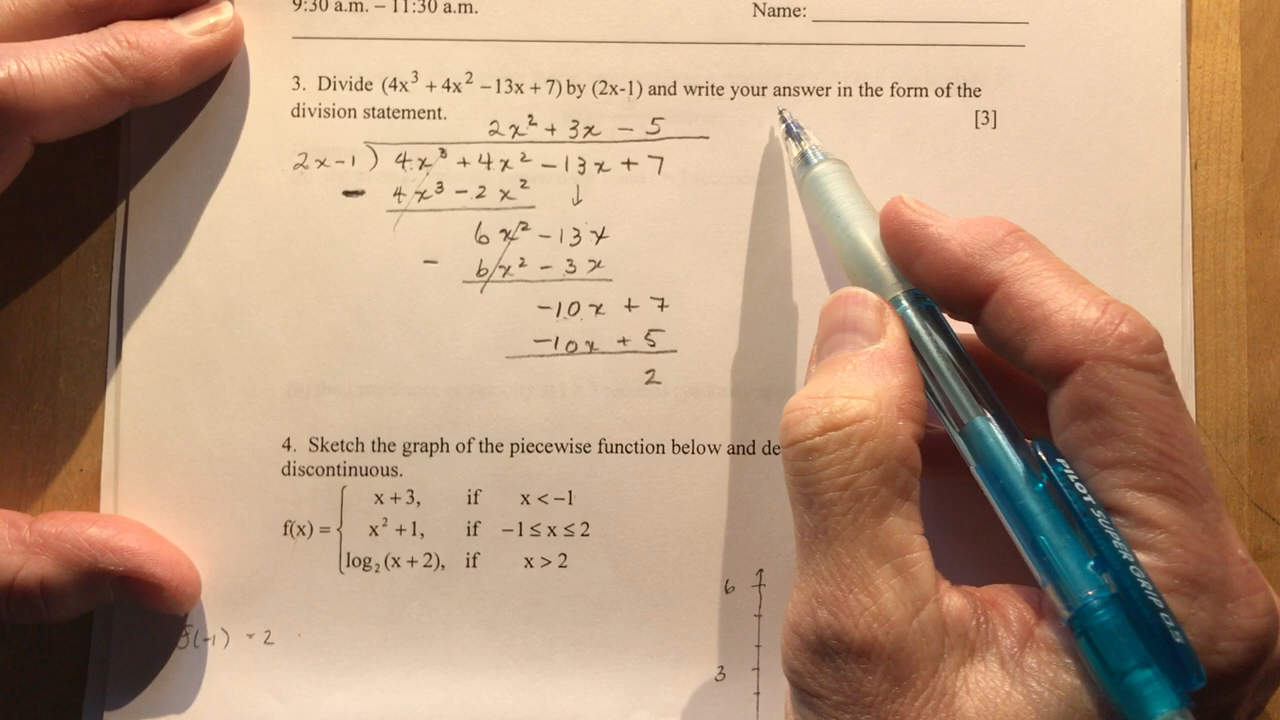 9:30 a.m. – 11:30 a.m. Name:
3. Divide (4x³ + 4x² – 13x + 7) by (2x-1) and write your answer in the form of the
division statement. [3]
2x² + 3x – 5
2x – 1 ) 4x³ + 4x² – 13x + 7
– 4x³ – 2x² ↓
6x² – 13x
– 6x² – 3x
–10x + 7
–10x + 5
2
4. Sketch the graph of the piecewise function below and de
discontinuous.
x + 3, if x < –1
f(x) = { x² + 1, if –1 ≤ x ≤ 2
log₂(x + 2), if x > 2
6
f(-1) = 2
3
PILOT SUPER GRIP 0.5